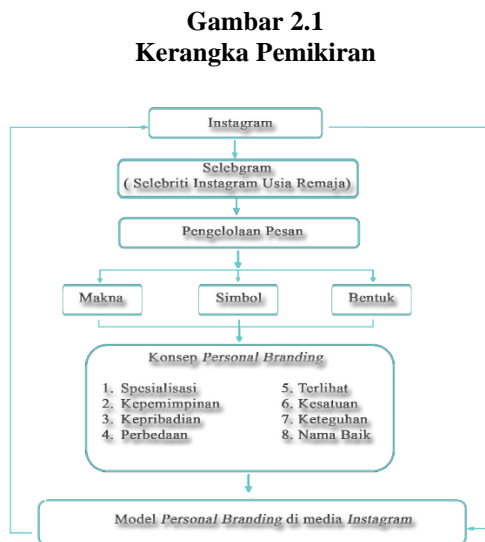 Gambar 2.1
Kerangka Pemikiran
Instagram
Selebgram
( Selebriti Instagram Usia Remaja)
Pengelolaan Pesan
Makna
Simbol
Bentuk
Konsep Personal Branding
1. Spesialisasi
2. Kepemimpinan
3. Kepribadian
4. Perbedaan
5. Terlihat
6. Kesatuan
7. Keteguhan
8. Nama Baik
Model Personal Branding di media Instagram